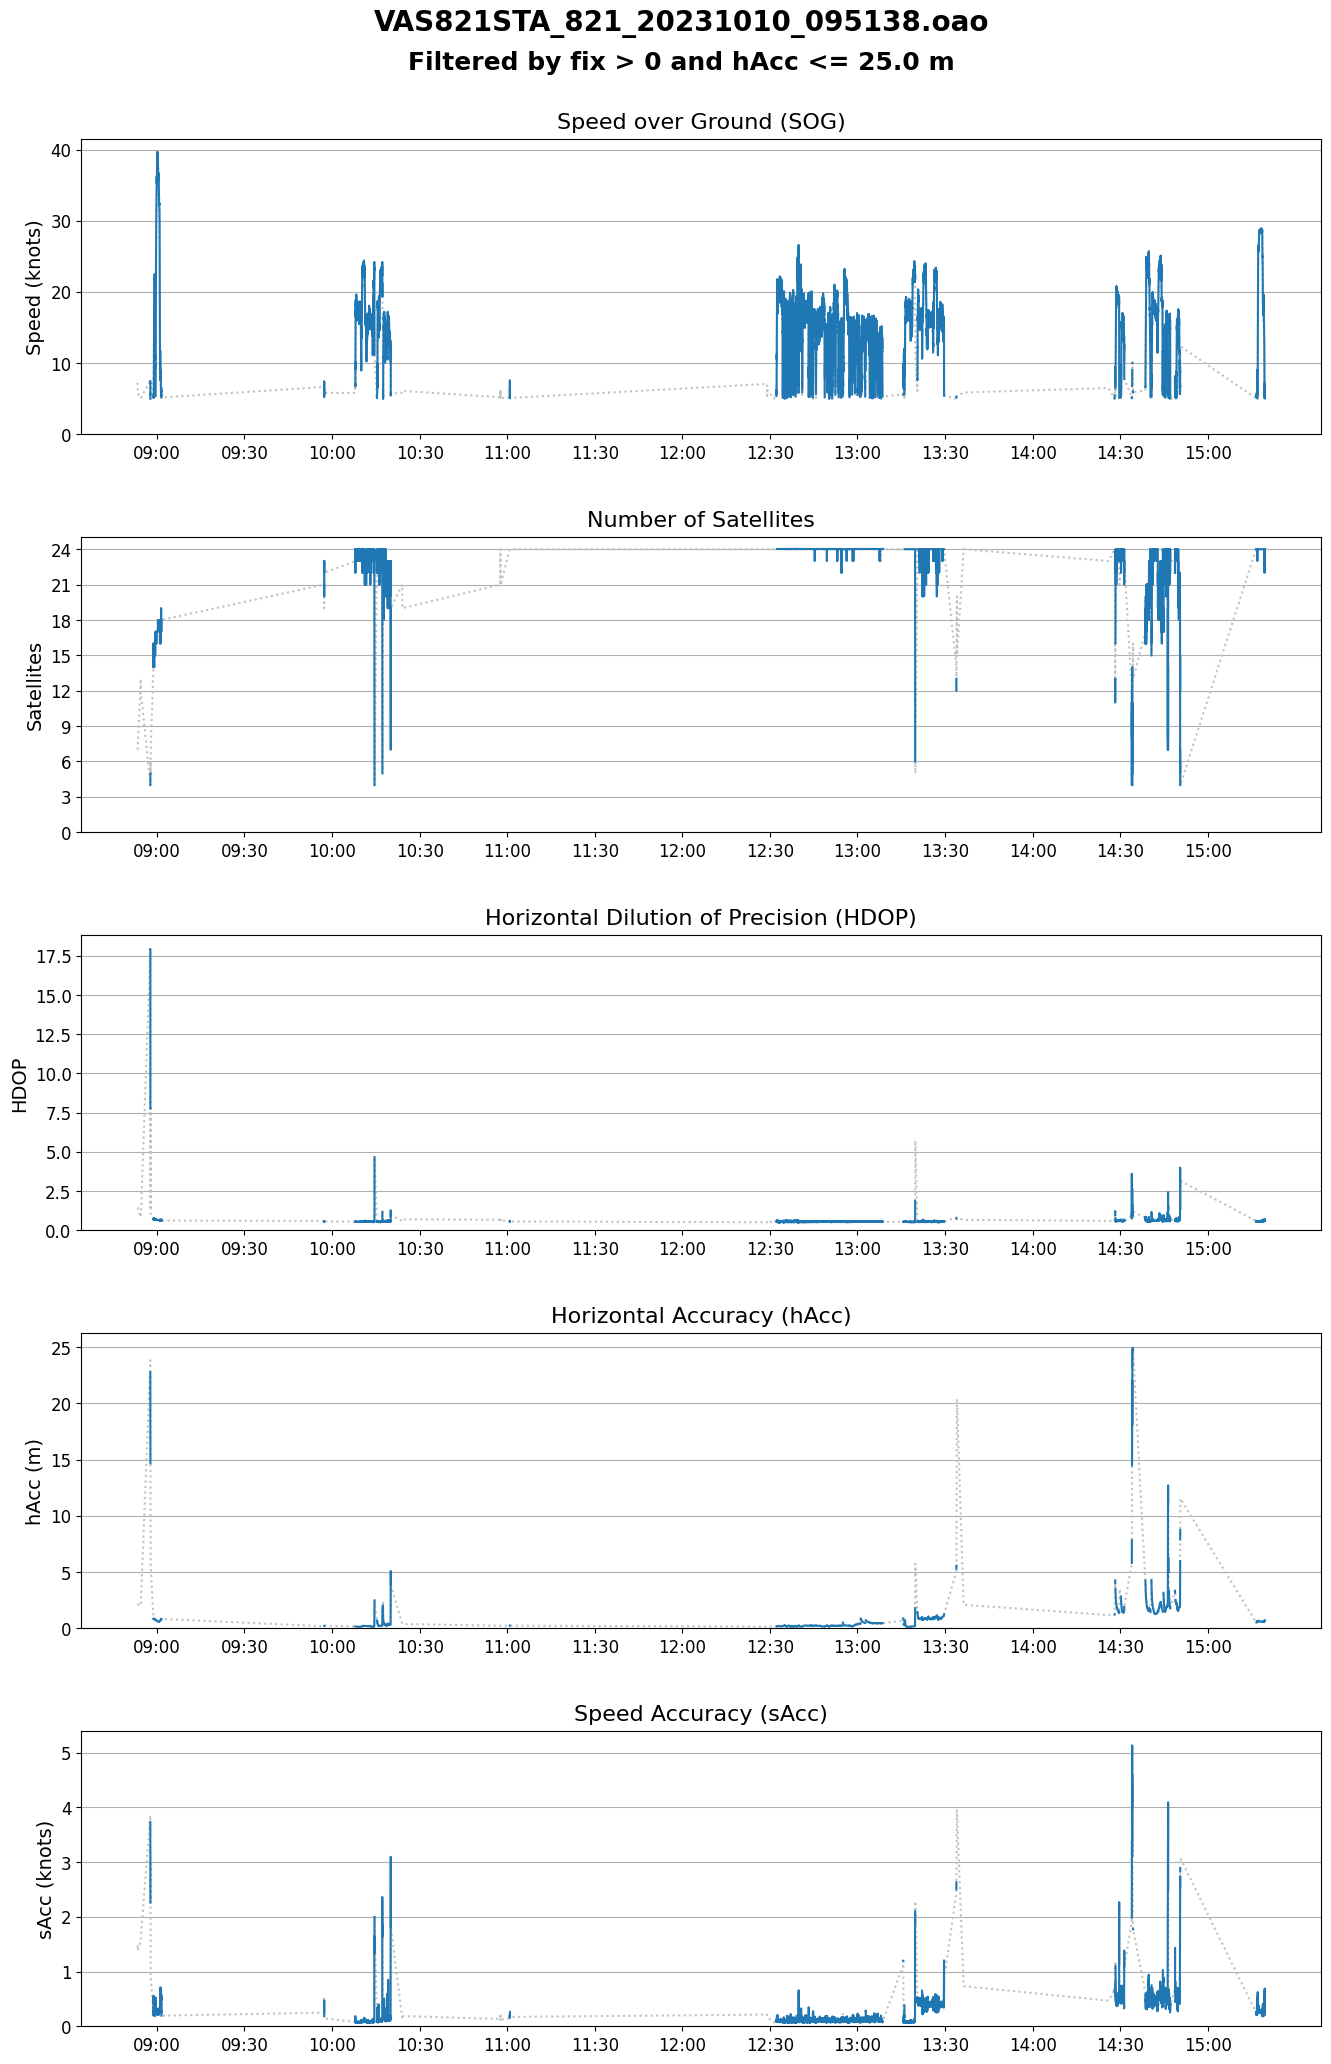 VAS821STA_821_20231010_095138.oao
Filtered by fix > 0 and hAcc <= 25.0 m
Speed over Ground (SOG)
Speed (knots)
40
30
20
10
0
09:00 09:30 10:00 10:30 11:00 11:30 12:00 12:30 13:00 13:30 14:00 14:30 15:00
Number of Satellites
Satellites
24
21
18
15
12
9
6
3
0
09:00 09:30 10:00 10:30 11:00 11:30 12:00 12:30 13:00 13:30 14:00 14:30 15:00
Horizontal Dilution of Precision (HDOP)
HDOP
17.5
15.0
12.5
10.0
7.5
5.0
2.5
0.0
09:00 09:30 10:00 10:30 11:00 11:30 12:00 12:30 13:00 13:30 14:00 14:30 15:00
Horizontal Accuracy (hAcc)
hAcc (m)
25
20
15
10
5
0
09:00 09:30 10:00 10:30 11:00 11:30 12:00 12:30 13:00 13:30 14:00 14:30 15:00
Speed Accuracy (sAcc)
sAcc (knots)
5
4
3
2
1
0
09:00 09:30 10:00 10:30 11:00 11:30 12:00 12:30 13:00 13:30 14:00 14:30 15:00